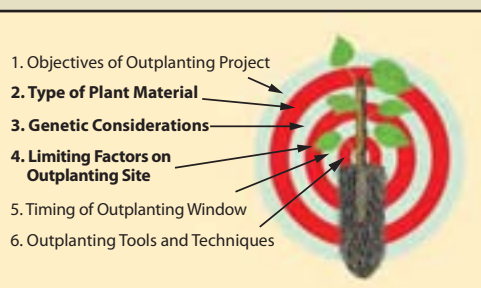 1. Objectives of Outplanting Project
2. Type of Plant Material
3. Genetic Considerations
4. Limiting Factors on
Outplanting Site
5. Timing of Outplanting Window
6. Outplanting Tools and Techniques